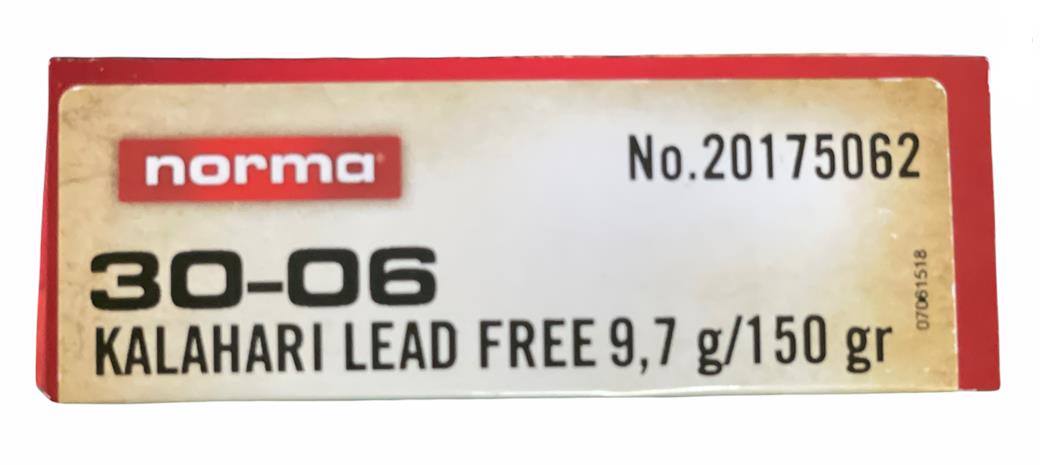 norma
No.20175062
30-06
KALAHARI LEAD FREE 9,7 g/150 gr
07061518